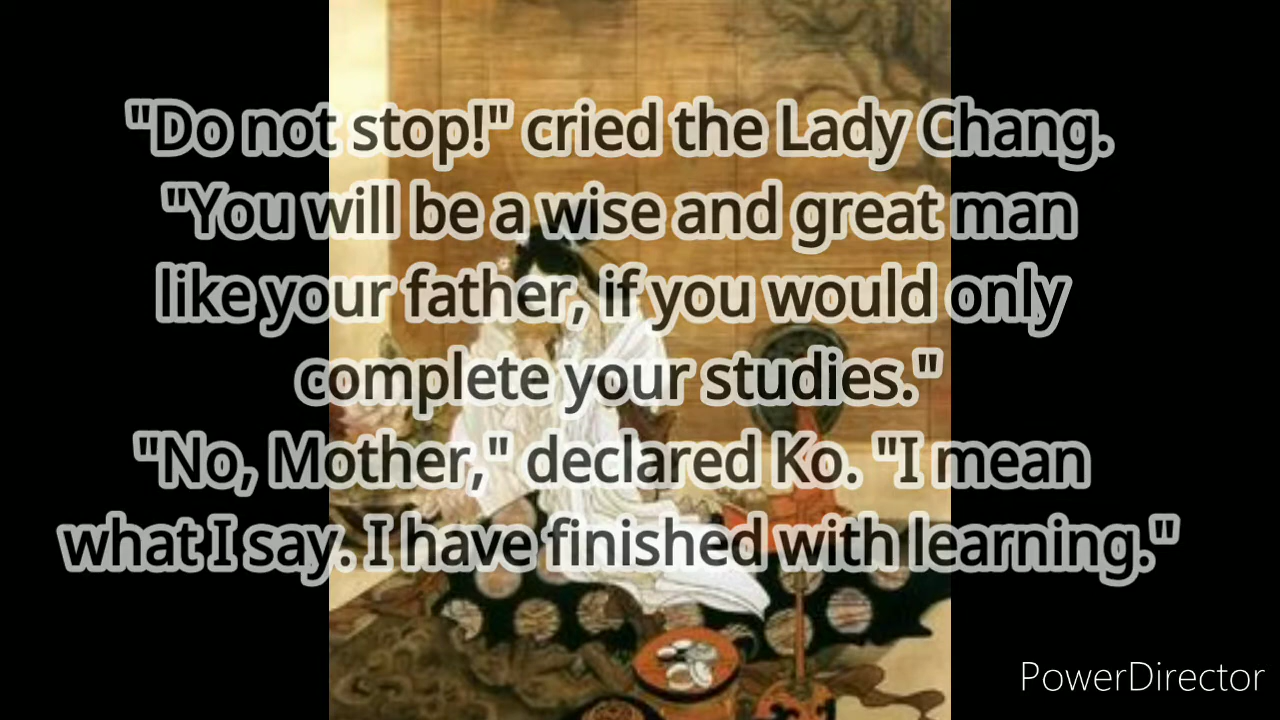 "Do not stop!" cried the Lady Chang.
"You will be a wise and great man
like your father, if you would only
complete your studies."
"No, Mother," declared Ko. "I mean
what I say. I have finished with learning."
PowerDirector